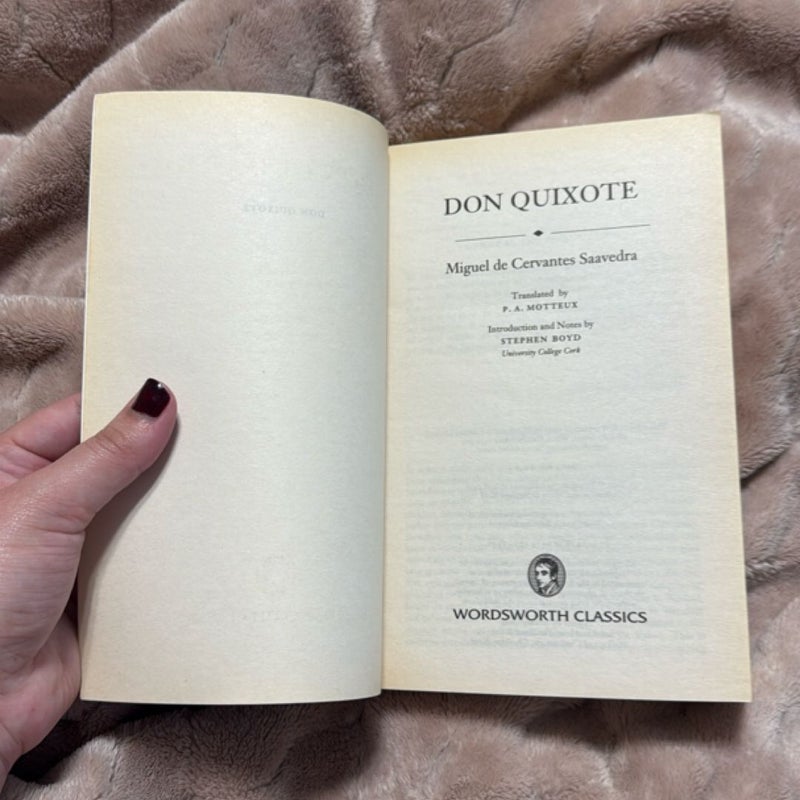 DON QUIXOTE
Miguel de Cervantes Saavedra
Translated by
P. A. MOTTEUX
Introduction and Notes by
STEPHEN BOYD
University College Cork
WORDSWORTH CLASSICS